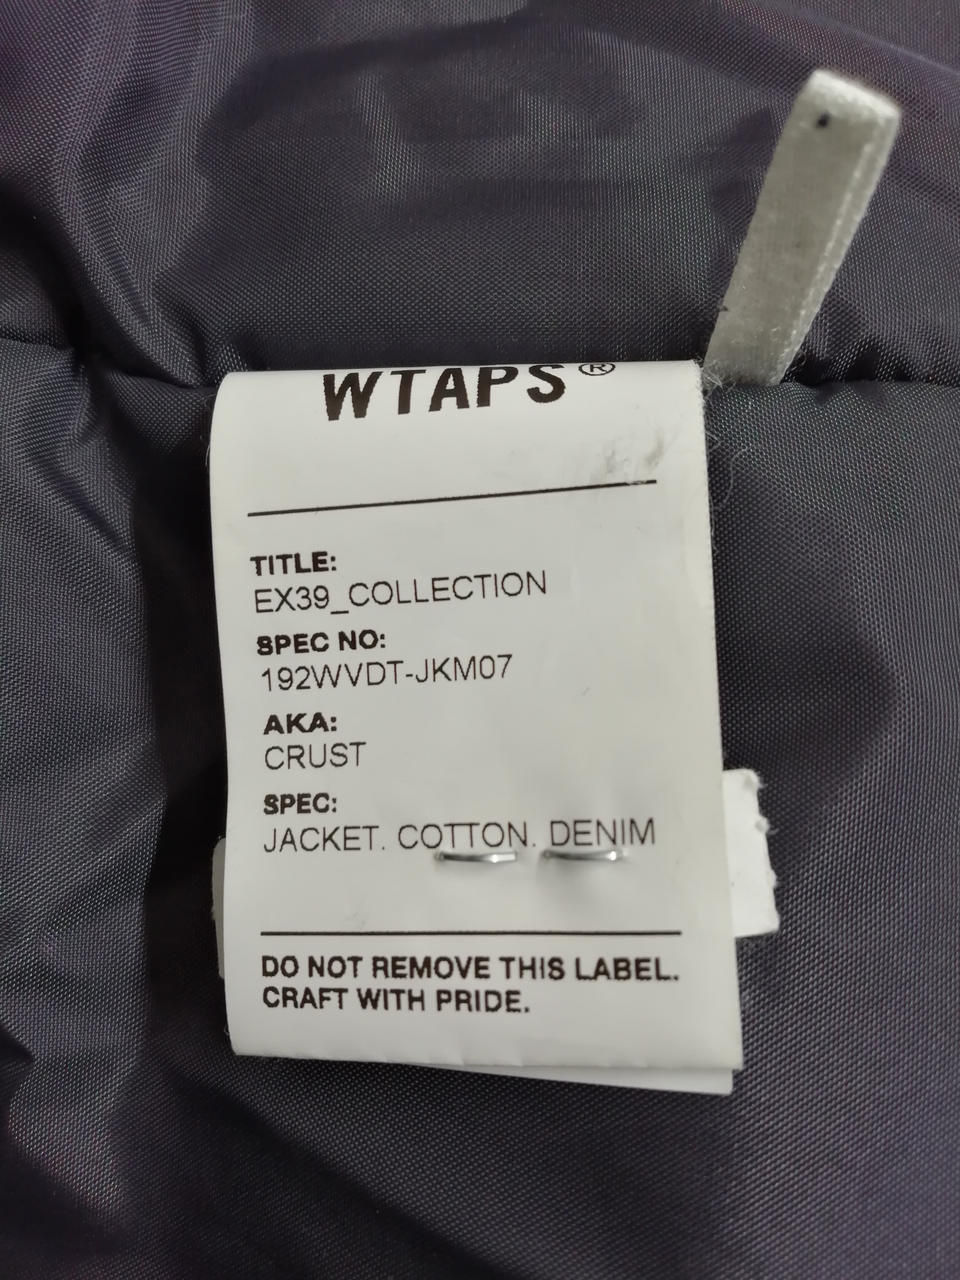 WTAPS®
TITLE:
EX39_COLLECTION
SPEC NO:
192WVDT-JKM07
AKA:
CRUST
SPEC:
JACKET. COTTON. DENIM
DO NOT REMOVE THIS LABEL.
CRAFT WITH PRIDE.